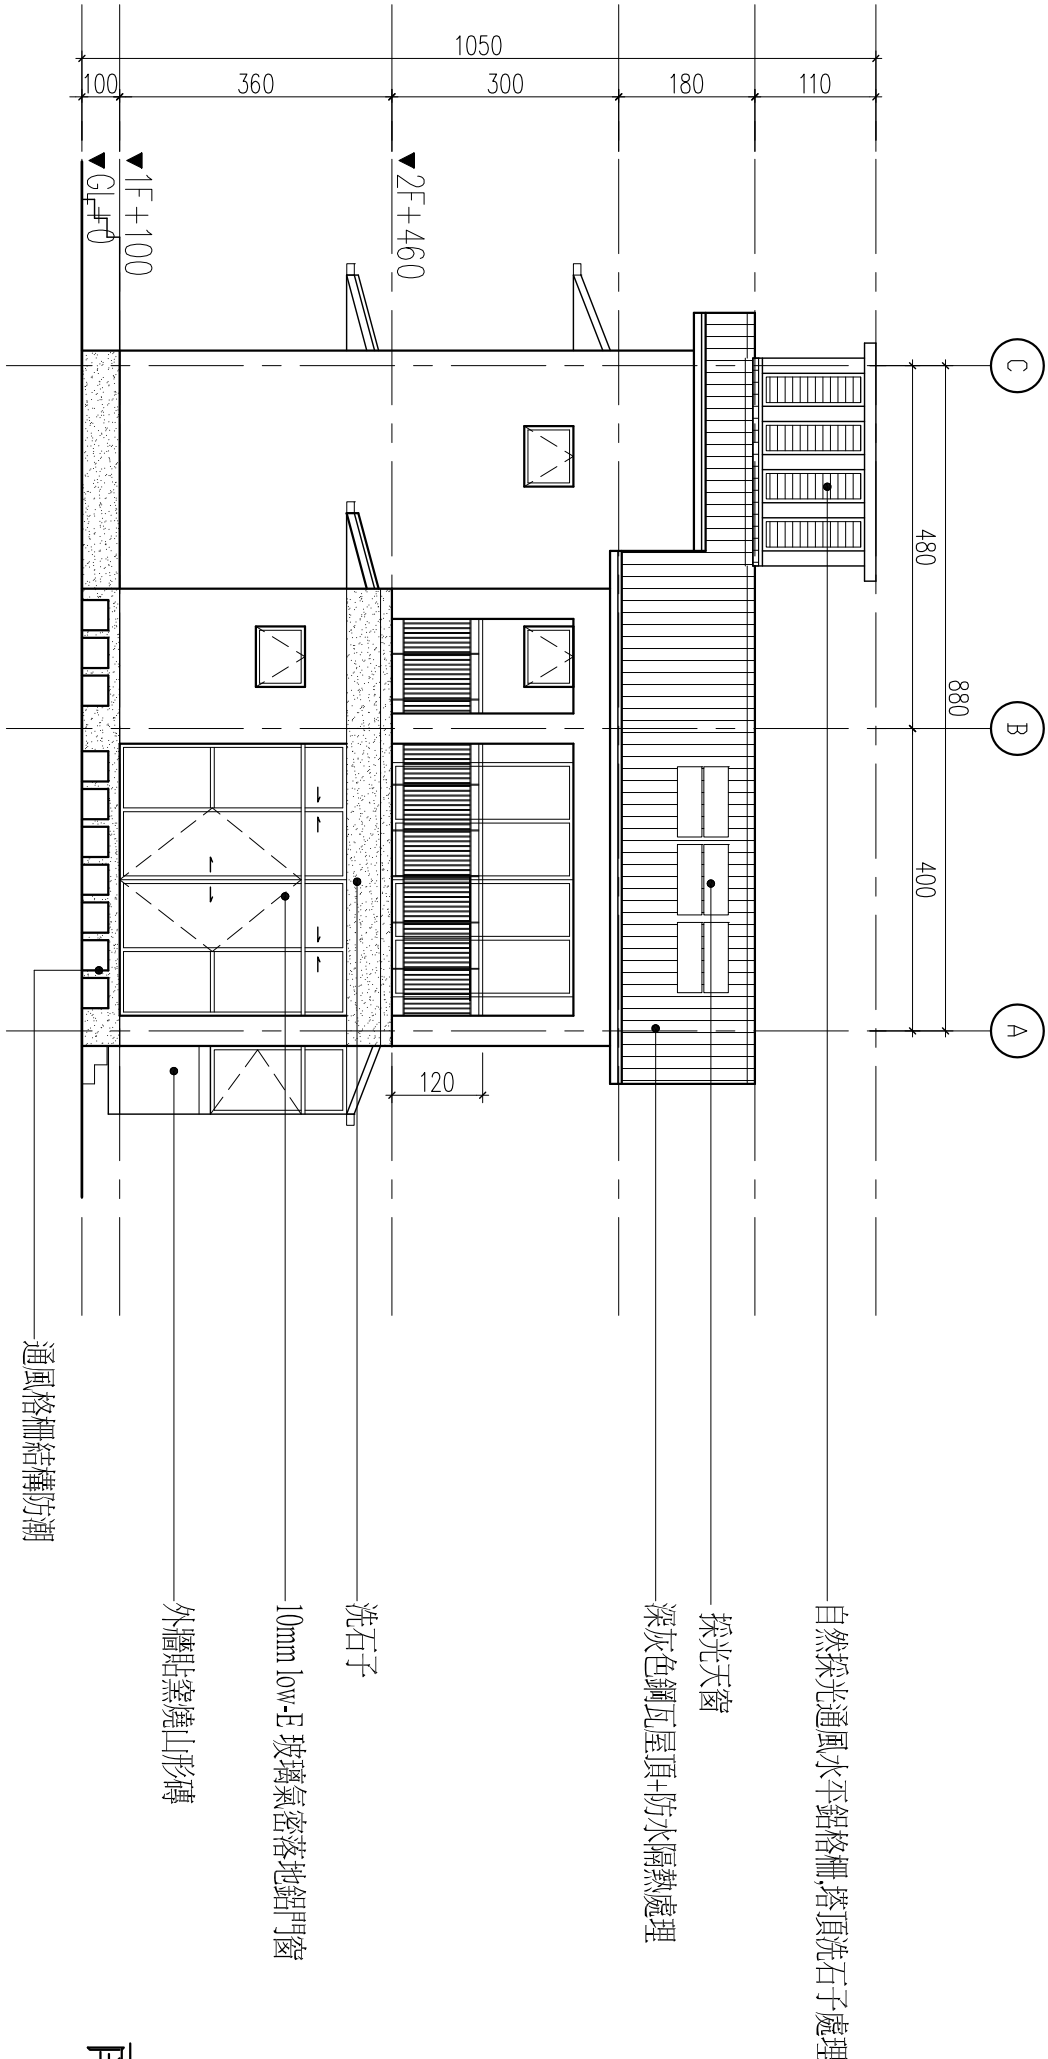 C
B
A
880
480
400
1050
110
180
300
360
100
120
▼2F+460
▼1F+100
▼GL+0
自然採光通風水平鋁格柵,塔頂洗石子處理
採光天窗
深灰色鋼瓦屋頂+防水隔熱處理
洗石子
10mm low-E 玻璃氣密落地鋁門窗
外牆貼窯燒山形磚
通風格柵結構防潮